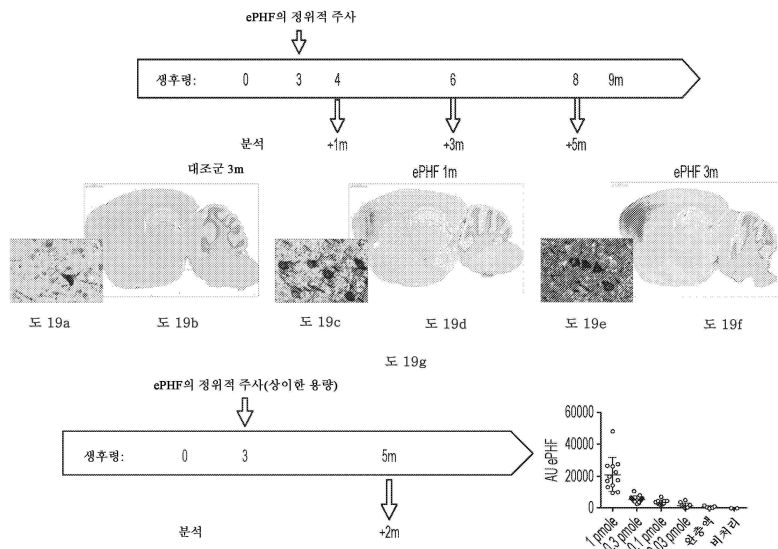 ePHF의 정위적 주사
생후령: 0 3 4 6 8 9m
분석 +1m +3m +5m
대조군 3m ePHF 1m ePHF 3m
도 19a 도 19b 도 19c 도 19d 도 19e 도 19f
도 19g
ePHF의 정위적 주사(상이한 용량)
생후령: 0 3 5m
분석 +2m
AU ePHF
60000
40000
20000
0
1 pmole
0.3 pmole
0.1 pmole
03 pmole
완충액
비처리